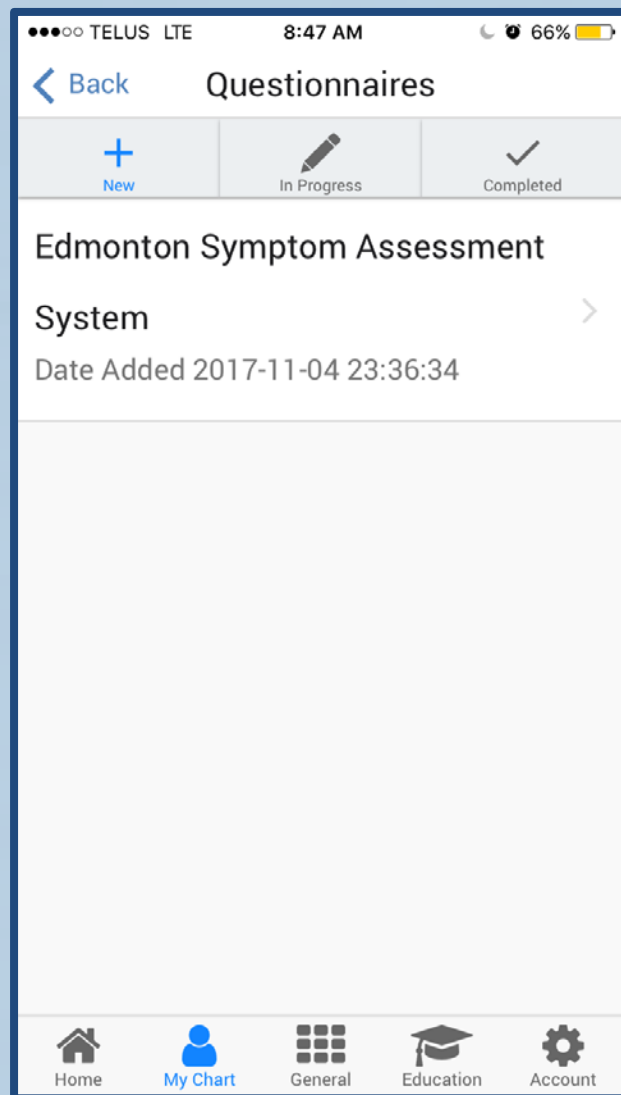 TELUS LTE 8:47 AM 66%
Back Questionnaires
New In Progress Completed
Edmonton Symptom Assessment
System
Date Added 2017-11-04 23:36:34
Home My Chart General Education Account